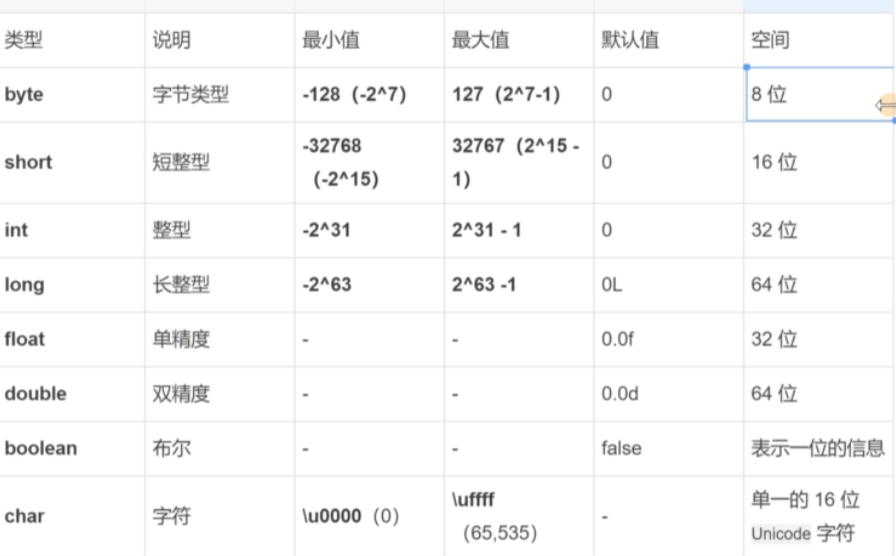 类型 说明 最小值 最大值 默认值 空间
byte 字节类型 -128（-2^7） 127（2^7-1） 0 8 位
short 短整型 -32768（-2^15） 32767（2^15 -1） 0 16 位
int 整型 -2^31 2^31 - 1 0 32 位
long 长整型 -2^63 2^63 -1 0L 64 位
float 单精度 - - 0.0f 32 位
double 双精度 - - 0.0d 64 位
boolean 布尔 - - false 表示一位的信息
char 字符 \u0000（0） \uffff（65,535） - 单一的 16 位 Unicode 字符